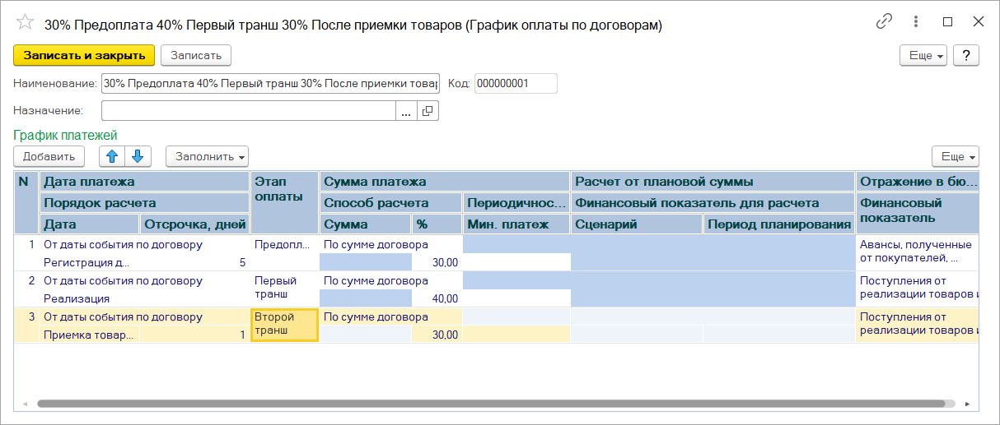 30% Предоплата 40% Первый транш 30% После приемки товаров (График оплаты по договорам)
Записать и закрыть Записать Еще ?
Наименование: 30% Предоплата 40% Первый транш 30% После приемки товар Код: 000000001
Назначение: ...
График платежей
Добавить Заполнить Еще
N Дата платежа Этап оплаты Сумма платежа Расчет от плановой суммы Отражение в бю...
Порядок расчета Способ расчета Периодичнос... Финансовый показатель для расчета Финансовый показатель
Дата Отсрочка, дней Сумма % Мин. платеж Сценарий Период планирования
1 От даты события по договору Предопл... По сумме договора Авансы, полученные
Регистрация д... 5 30,00 от покупателей, ...
2 От даты события по договору Первый По сумме договора Поступления от
Реализация транш 40,00 реализации товаров и
3 От даты события по договору Второй По сумме договора Поступления от
Приемка товар... 1 транш 30,00 реализации товаров и